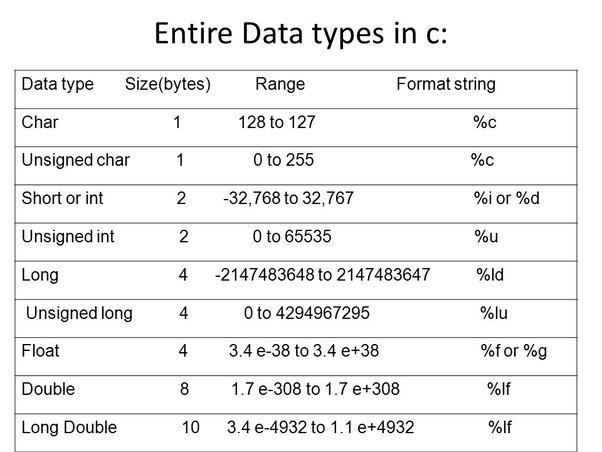 Entire Data types in c:
Data type Size(bytes) Range Format string
Char 1 128 to 127 %c
Unsigned char 1 0 to 255 %c
Short or int 2 -32,768 to 32,767 %i or %d
Unsigned int 2 0 to 65535 %u
Long 4 -2147483648 to 2147483647 %ld
Unsigned long 4 0 to 4294967295 %lu
Float 4 3.4 e-38 to 3.4 e+38 %f or %g
Double 8 1.7 e-308 to 1.7 e+308 %lf
Long Double 10 3.4 e-4932 to 1.1 e+4932 %lf